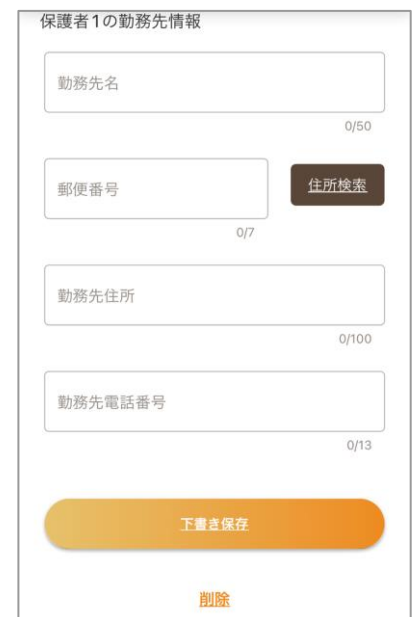 保護者1の勤務先情報
勤務先名
0/50
郵便番号
住所検索
0/7
勤務先住所
0/100
勤務先電話番号
0/13
下書き保存
削除